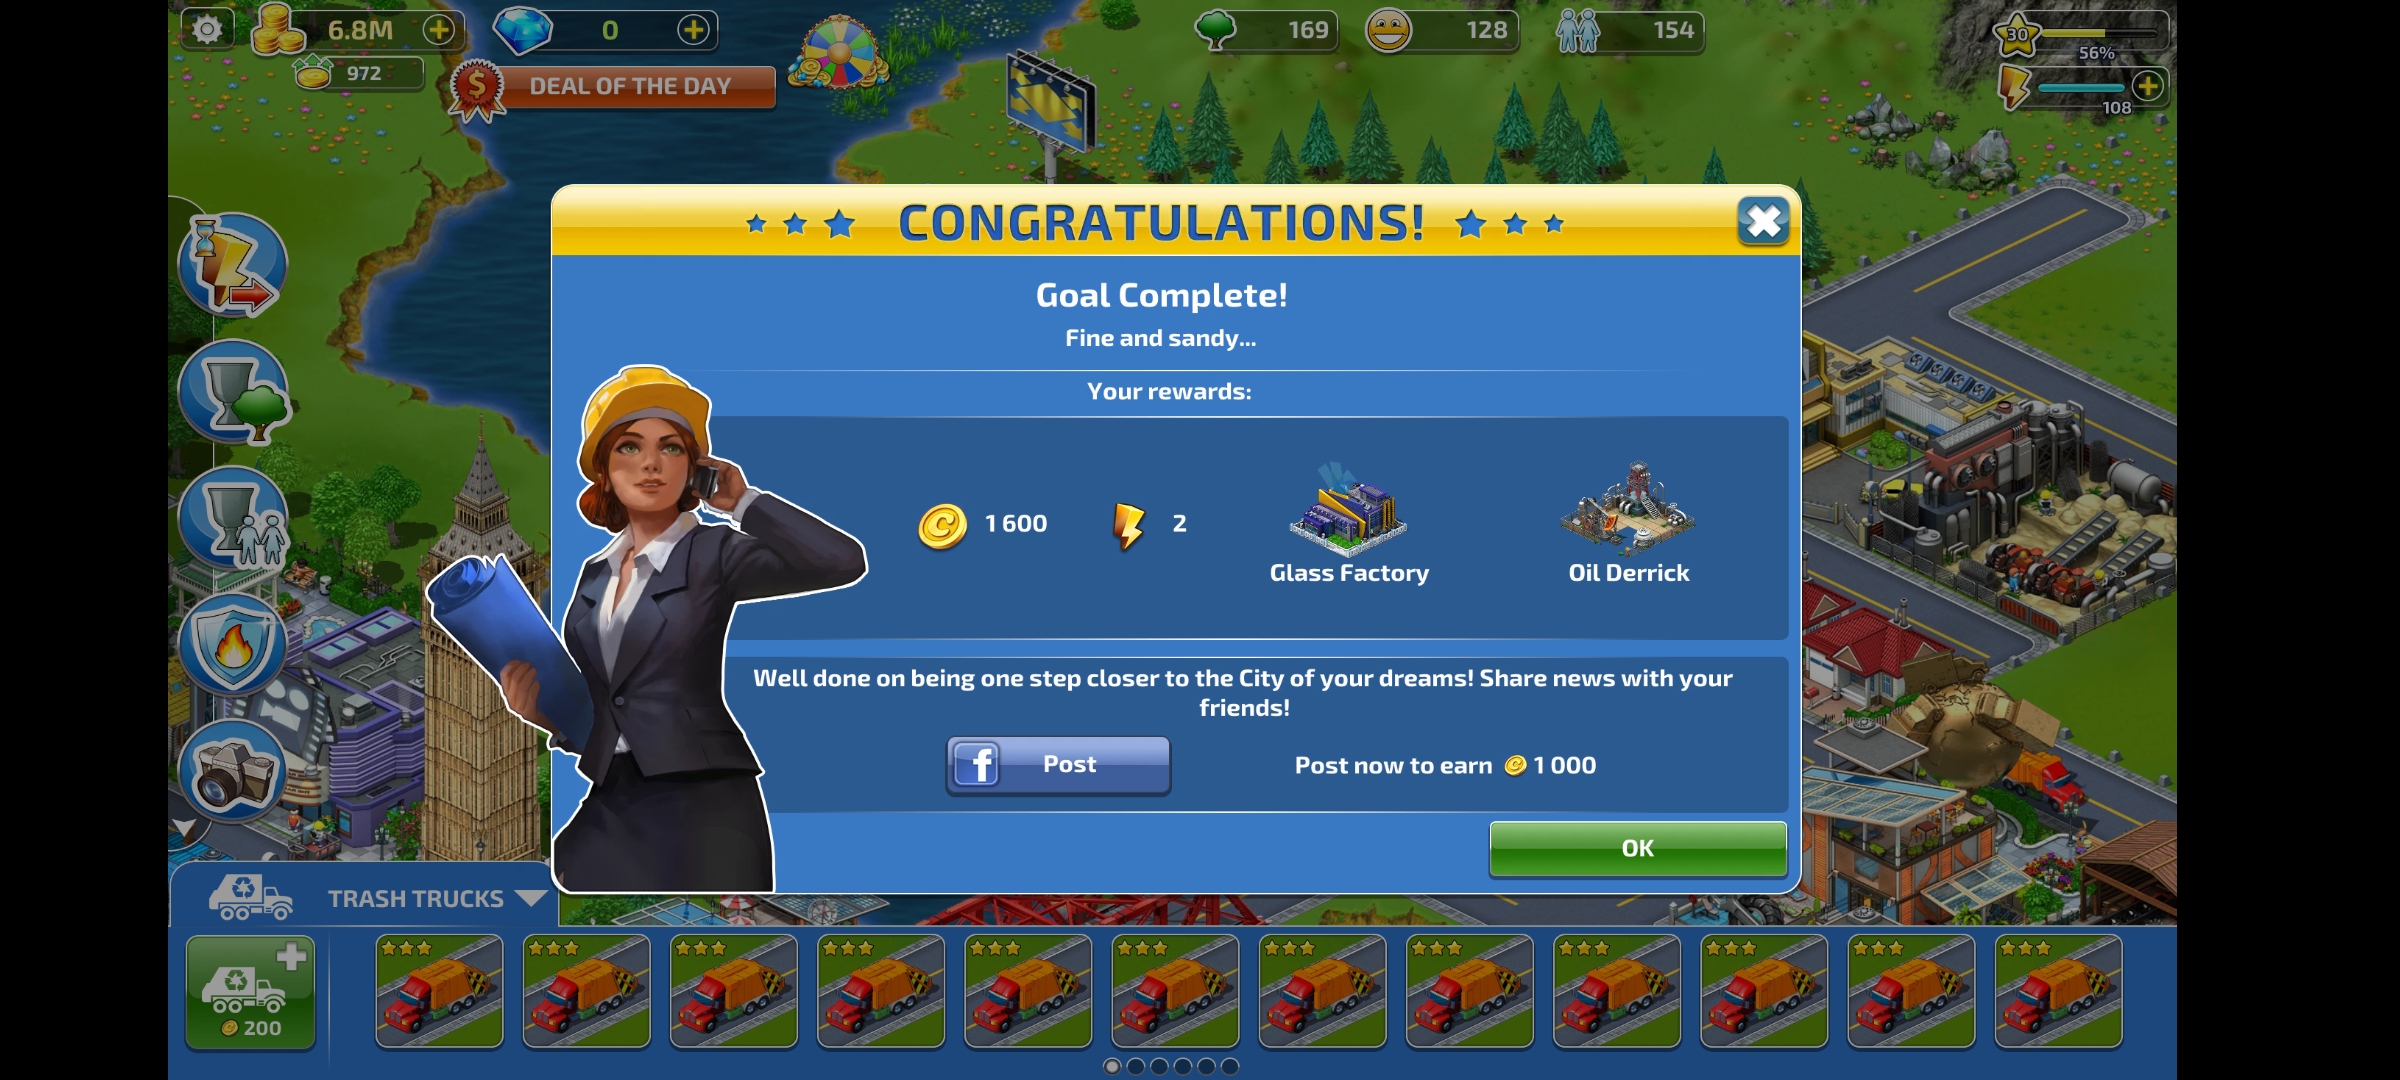 6.8M
0
169
128
154
30
56%
972
DEAL OF THE DAY
108
CONGRATULATIONS!
Goal Complete!
Fine and sandy...
Your rewards:
1 600
2
Glass Factory
Oil Derrick
Well done on being one step closer to the City of your dreams! Share news with your
friends!
f Post
Post now to earn 1 000
OK
TRASH TRUCKS
200